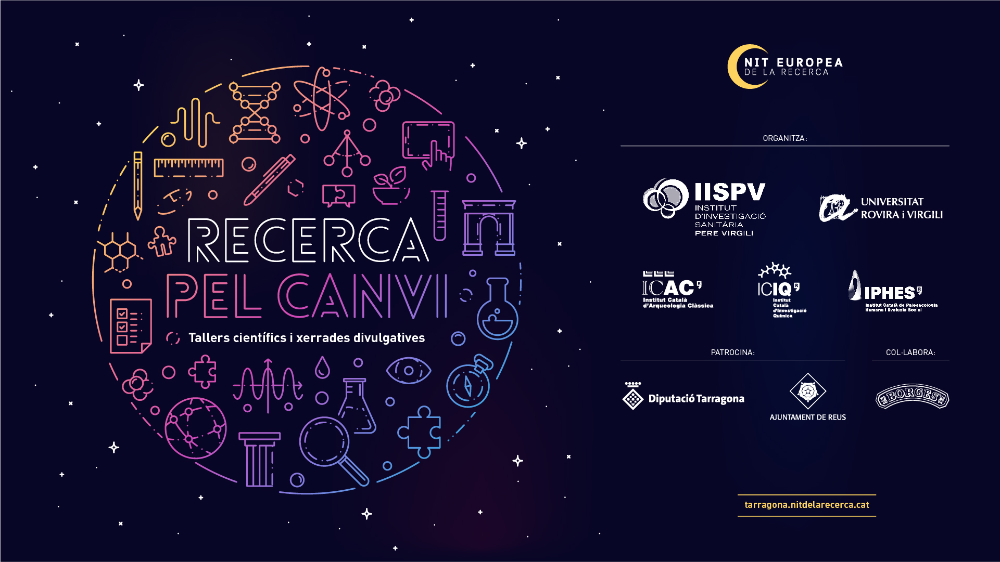 RECERCA
PEL CANVI
Tallers científics i xerrades divulgatives
NIT EUROPEA
DE LA RECERCA
ORGANITZA:
IISPV
INSTITUT
D'INVESTIGACIÓ
SANITÀRIA
PERE VIRGILI
UNIVERSITAT
ROVIRA i VIRGILI
ICAC
Institut Català
d'Arqueologia Clàssica
ICIQ
Institut
Català
d'Investigació
Química
IPHES
Institut Català de Paleoecologia
Humana i Evolució Social
PATROCINA:
Diputació Tarragona
AJUNTAMENT DE REUS
COL·LABORA:
BORGES
tarragona.nitdelarecerca.cat